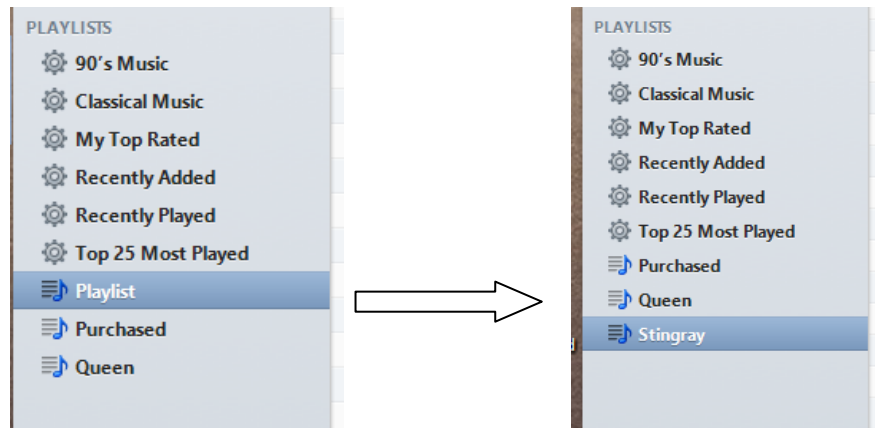 PLAYLISTS
90's Music
Classical Music
My Top Rated
Recently Added
Recently Played
Top 25 Most Played
Playlist
Purchased
Queen
PLAYLISTS
90's Music
Classical Music
My Top Rated
Recently Added
Recently Played
Top 25 Most Played
Purchased
Queen
Stingray